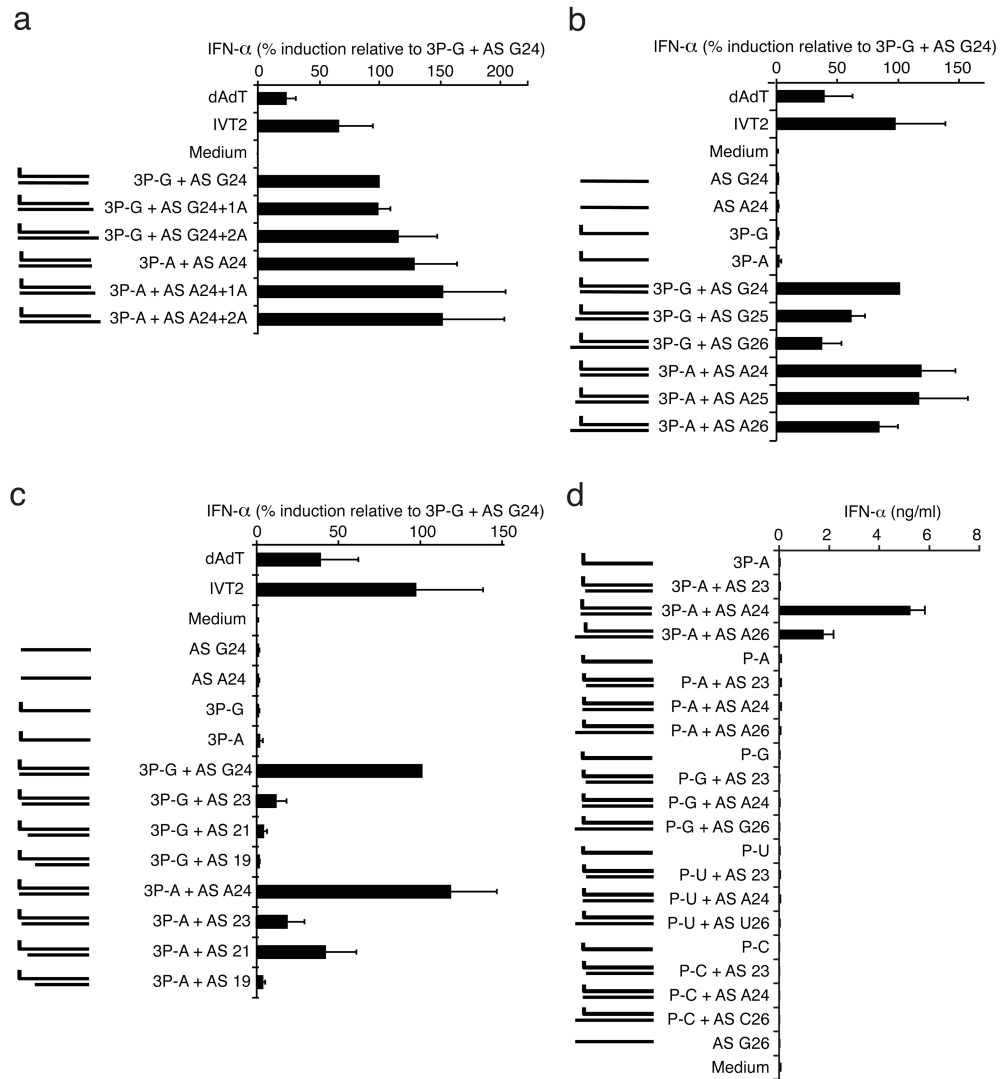 a
IFN-α (% induction relative to 3P-G + AS G24)
0 50 100 150 200
dAdT
IVT2
Medium
3P-G + AS G24
3P-G + AS G24+1A
3P-G + AS G24+2A
3P-A + AS A24
3P-A + AS A24+1A
3P-A + AS A24+2A
b
IFN-α (% induction relative to 3P-G + AS G24)
0 50 100 150
dAdT
IVT2
Medium
AS G24
AS A24
3P-G
3P-A
3P-G + AS G24
3P-G + AS G25
3P-G + AS G26
3P-A + AS A24
3P-A + AS A25
3P-A + AS A26
c
IFN-α (% induction relative to 3P-G + AS G24)
0 50 100 150
dAdT
IVT2
Medium
AS G24
AS A24
3P-G
3P-A
3P-G + AS G24
3P-G + AS 23
3P-G + AS 21
3P-G + AS 19
3P-A + AS A24
3P-A + AS 23
3P-A + AS 21
3P-A + AS 19
d
IFN-α (ng/ml)
0 2 4 6 8
3P-A
3P-A + AS 23
3P-A + AS A24
3P-A + AS A26
P-A
P-A + AS 23
P-A + AS A24
P-A + AS A26
P-G
P-G + AS 23
P-G + AS A24
P-G + AS G26
P-U
P-U + AS 23
P-U + AS A24
P-U + AS U26
P-C
P-C + AS 23
P-C + AS A24
P-C + AS C26
AS G26
Medium